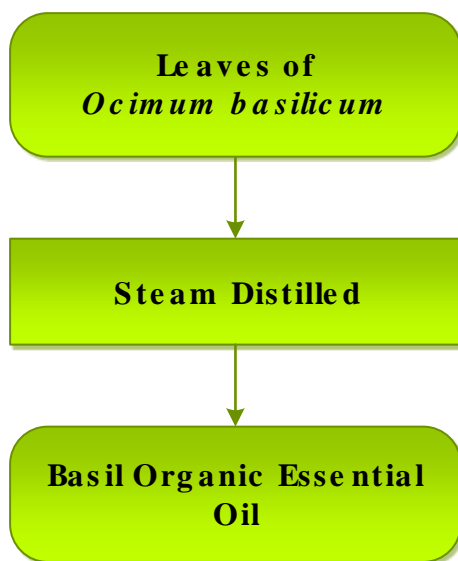 Leaves of
Ocimum basilicum
Steam Distilled
Basil Organic Essential
Oil